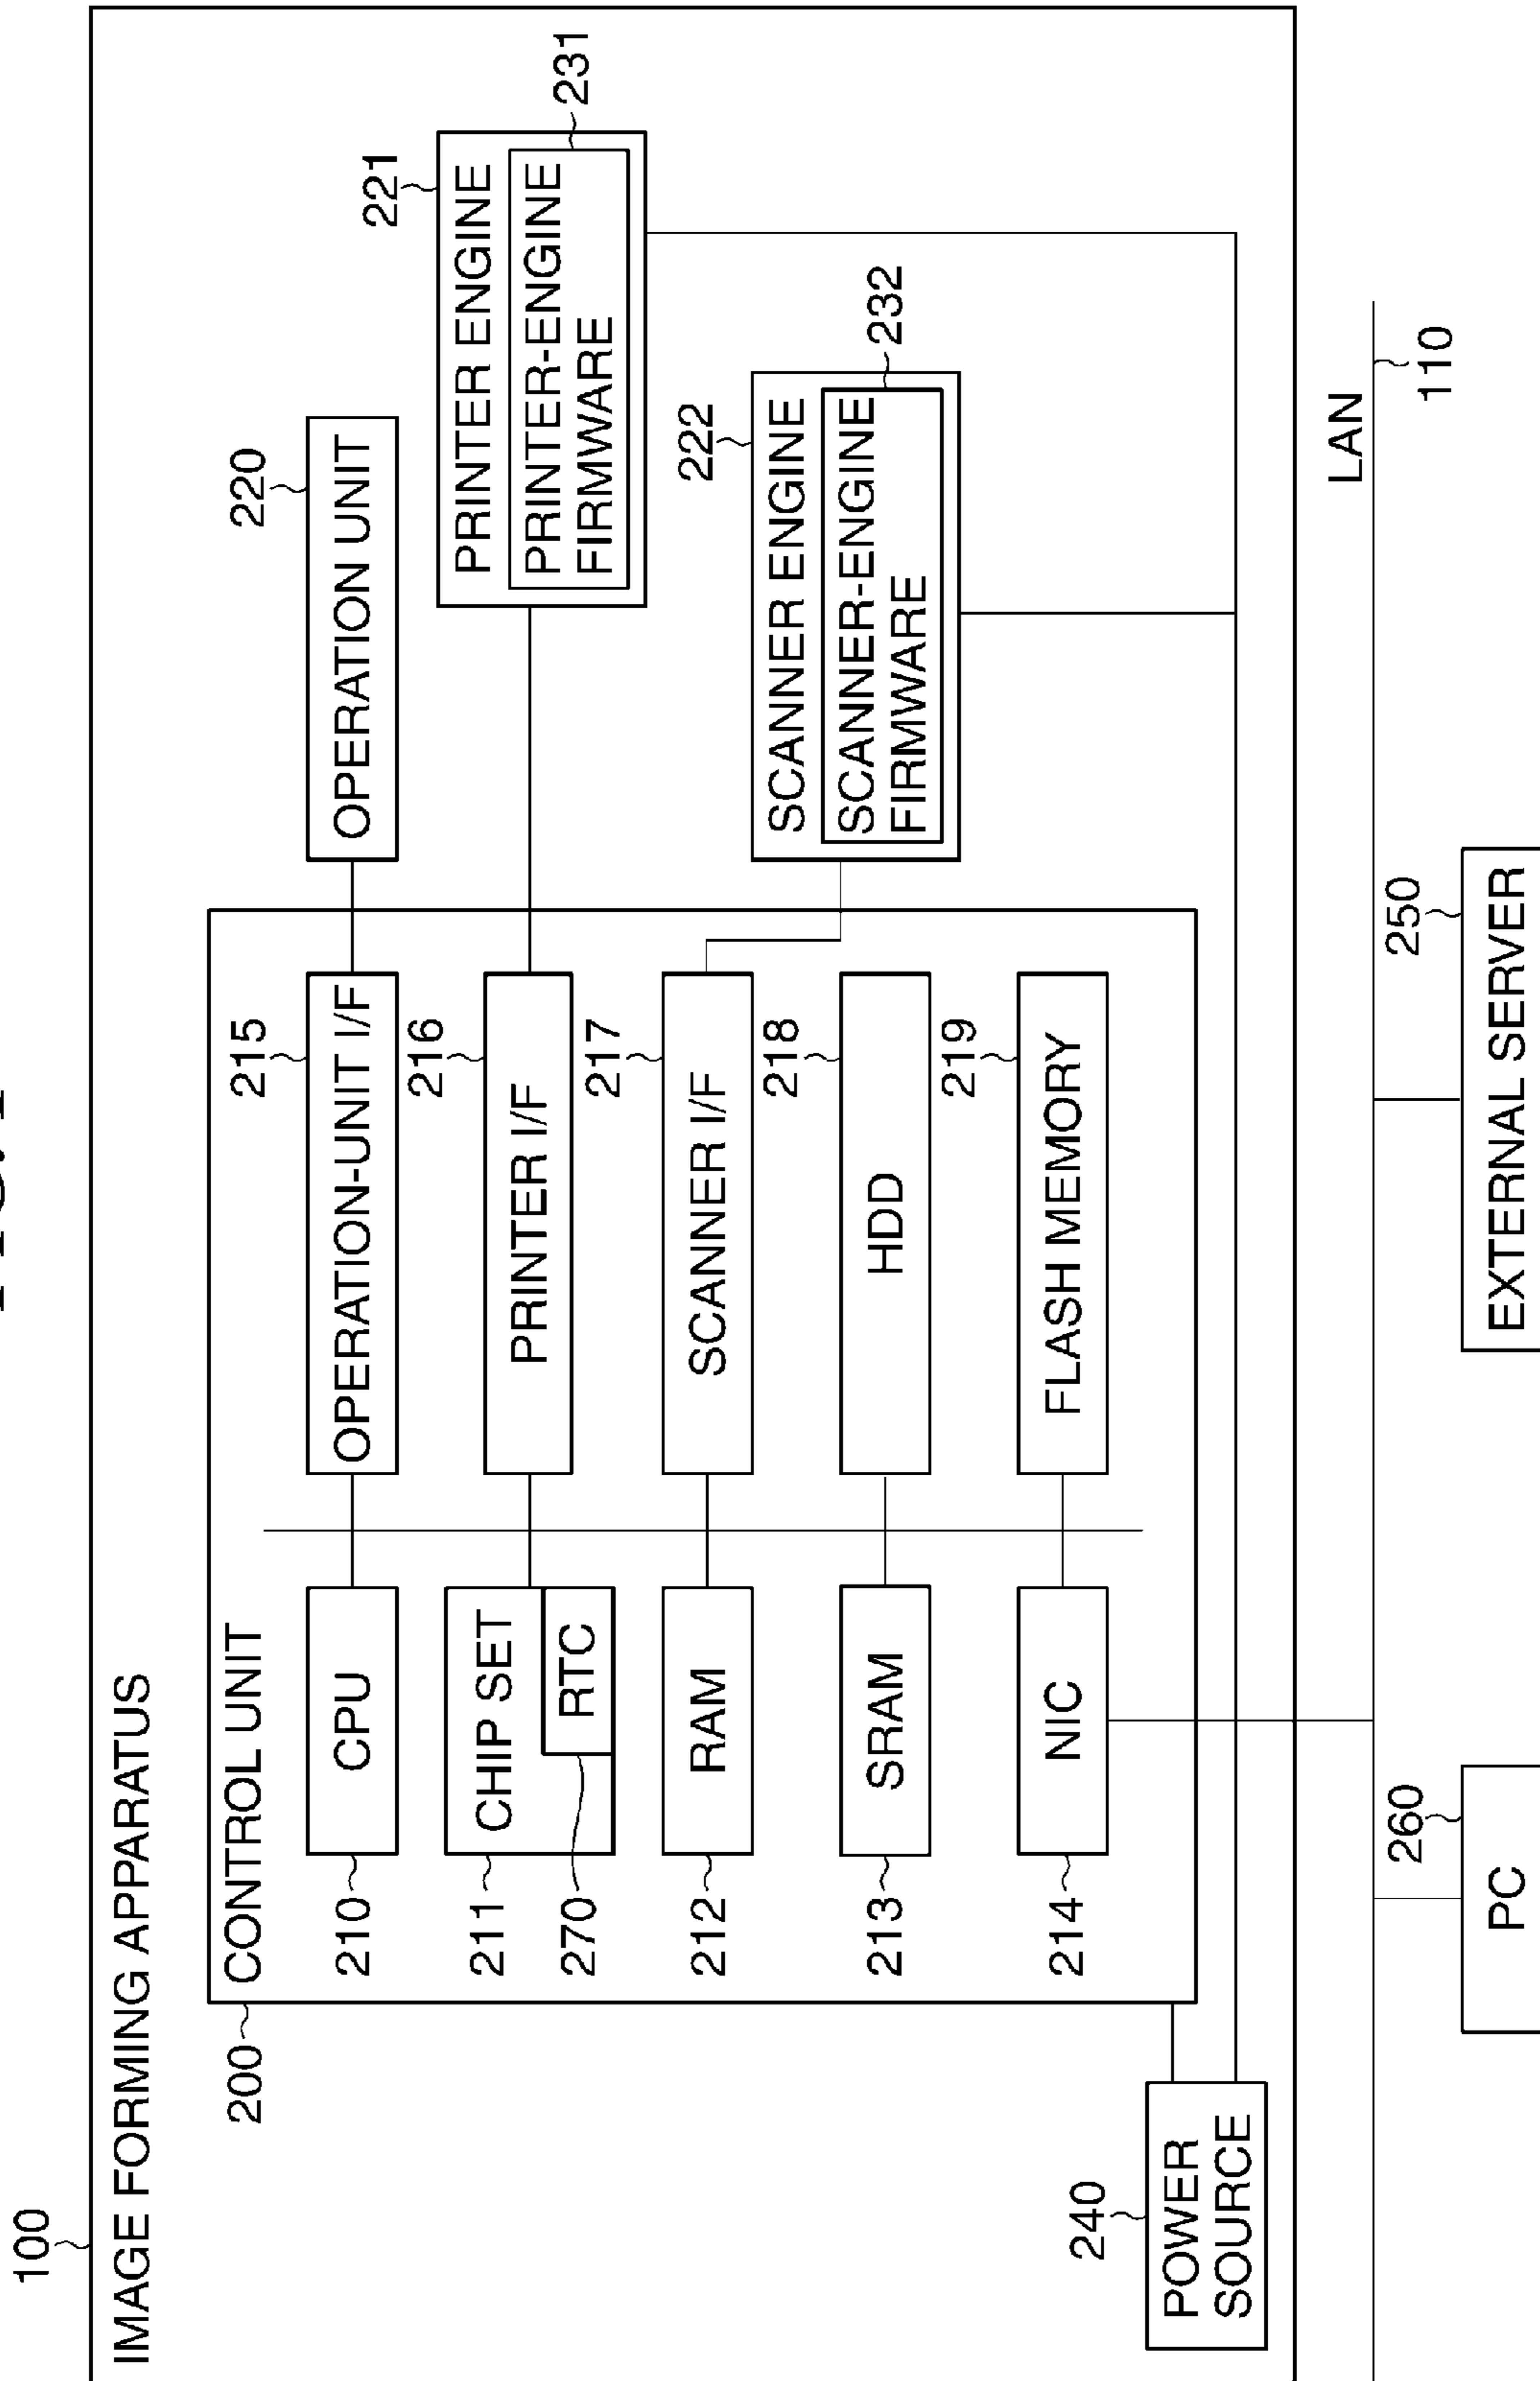 100
IMAGE FORMING APPARATUS
200
CONTROL UNIT
210
CPU
215
OPERATION-UNIT I/F
220
OPERATION UNIT
211
CHIP SET
270
RTC
216
PRINTER I/F
221
PRINTER ENGINE
PRINTER-ENGINE
FIRMWARE
231
212
RAM
217
SCANNER I/F
222
SCANNER ENGINE
SCANNER-ENGINE
FIRMWARE
232
213
SRAM
218
HDD
214
NIC
219
FLASH MEMORY
240
POWER
SOURCE
LAN
110
260
PC
250
EXTERNAL SERVER